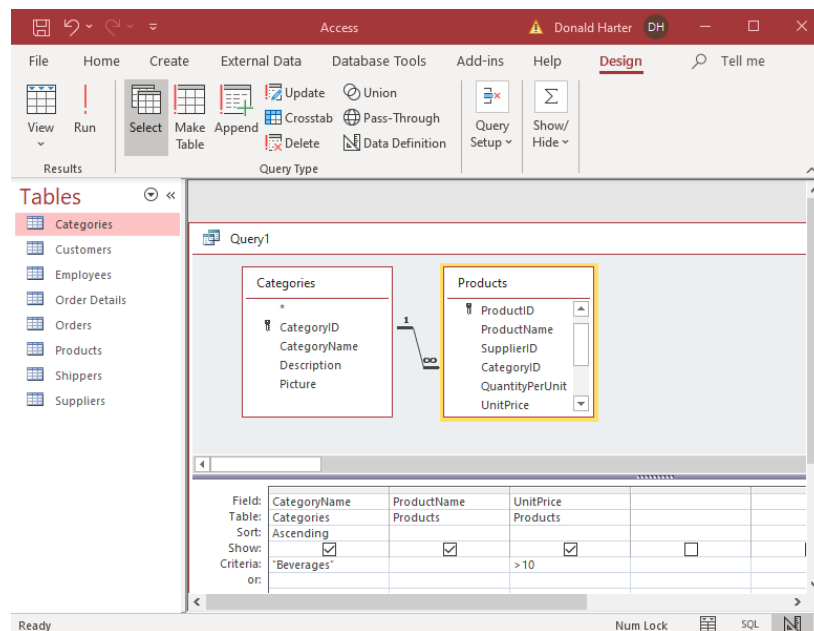 Access
Donald Harter DH
File Home Create External Data Database Tools Add-ins Help Design Tell me
View
Run
Select
Make Table
Append
Update
Crosstab
Delete
Union
Pass-Through
Data Definition
Query Setup
Show/ Hide
Results
Query Type
Tables
Categories
Customers
Employees
Order Details
Orders
Products
Shippers
Suppliers
Query1
Categories
*
CategoryID
CategoryName
Description
Picture
1
∞
Products
ProductID
ProductName
SupplierID
CategoryID
QuantityPerUnit
UnitPrice
Field: CategoryName ProductName UnitPrice
Table: Categories Products Products
Sort: Ascending
Show:
Criteria: "Beverages" >10
or:
Ready
Num Lock
SQL